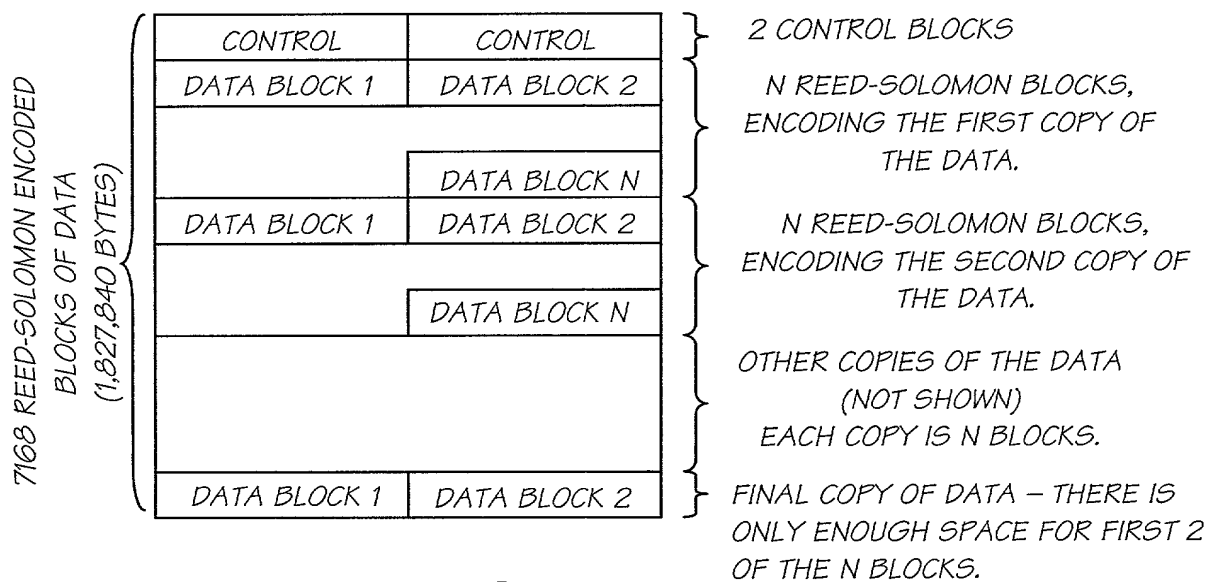 7168 REED-SOLOMON ENCODED
BLOCKS OF DATA
(1,827,840 BYTES)
CONTROL CONTROL
2 CONTROL BLOCKS
DATA BLOCK 1 DATA BLOCK 2
DATA BLOCK N
N REED-SOLOMON BLOCKS,
ENCODING THE FIRST COPY OF
THE DATA.
DATA BLOCK 1 DATA BLOCK 2
DATA BLOCK N
N REED-SOLOMON BLOCKS,
ENCODING THE SECOND COPY OF
THE DATA.
OTHER COPIES OF THE DATA
(NOT SHOWN)
EACH COPY IS N BLOCKS.
DATA BLOCK 1 DATA BLOCK 2
FINAL COPY OF DATA – THERE IS
ONLY ENOUGH SPACE FOR FIRST 2
OF THE N BLOCKS.